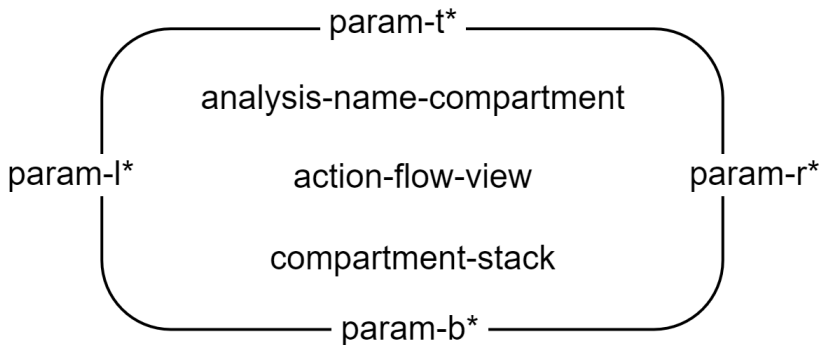 param-t*
analysis-name-compartment
param-l*
action-flow-view
param-r*
compartment-stack
param-b*